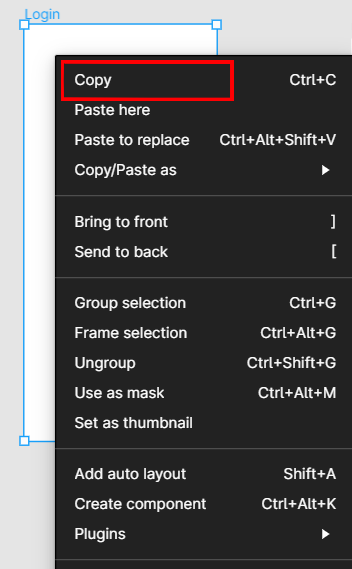 Login
Copy Ctrl+C
Paste here
Paste to replace Ctrl+Alt+Shift+V
Copy/Paste as
Bring to front ]
Send to back [
Group selection Ctrl+G
Frame selection Ctrl+Alt+G
Ungroup Ctrl+Shift+G
Use as mask Ctrl+Alt+M
Set as thumbnail
Add auto layout Shift+A
Create component Ctrl+Alt+K
Plugins